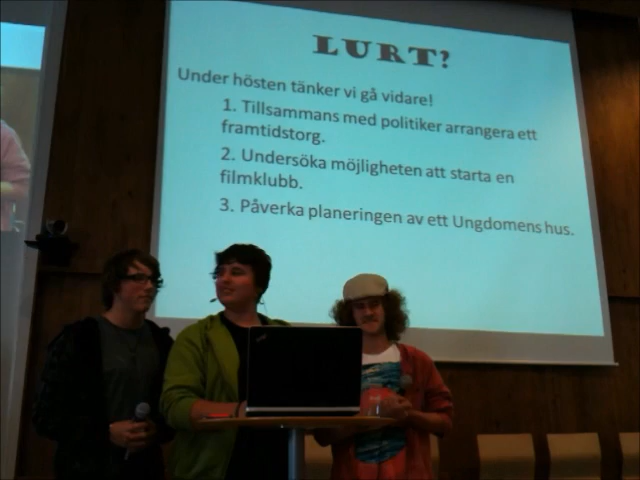 LURT?
Under hösten tänker vi gå vidare!
1. Tillsammans med politiker arrangera ett
framtidstorg.
2. Undersöka möjligheten att starta en
filmklubb.
3. Påverka planeringen av ett Ungdomens hus.